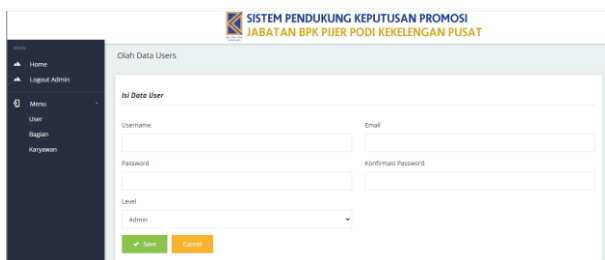 SISTEM PENDUKUNG KEPUTUSAN PROMOSI
JABATAN BPK PIJER PODI KEKELENGAN PUSAT
Home
Logout Admin
Menu
User
Bagian
Karyawan
Olah Data Users
Isi Data User
Username
Email
Password
Konfirmasi Password
Level
Admin
Save
Cancel